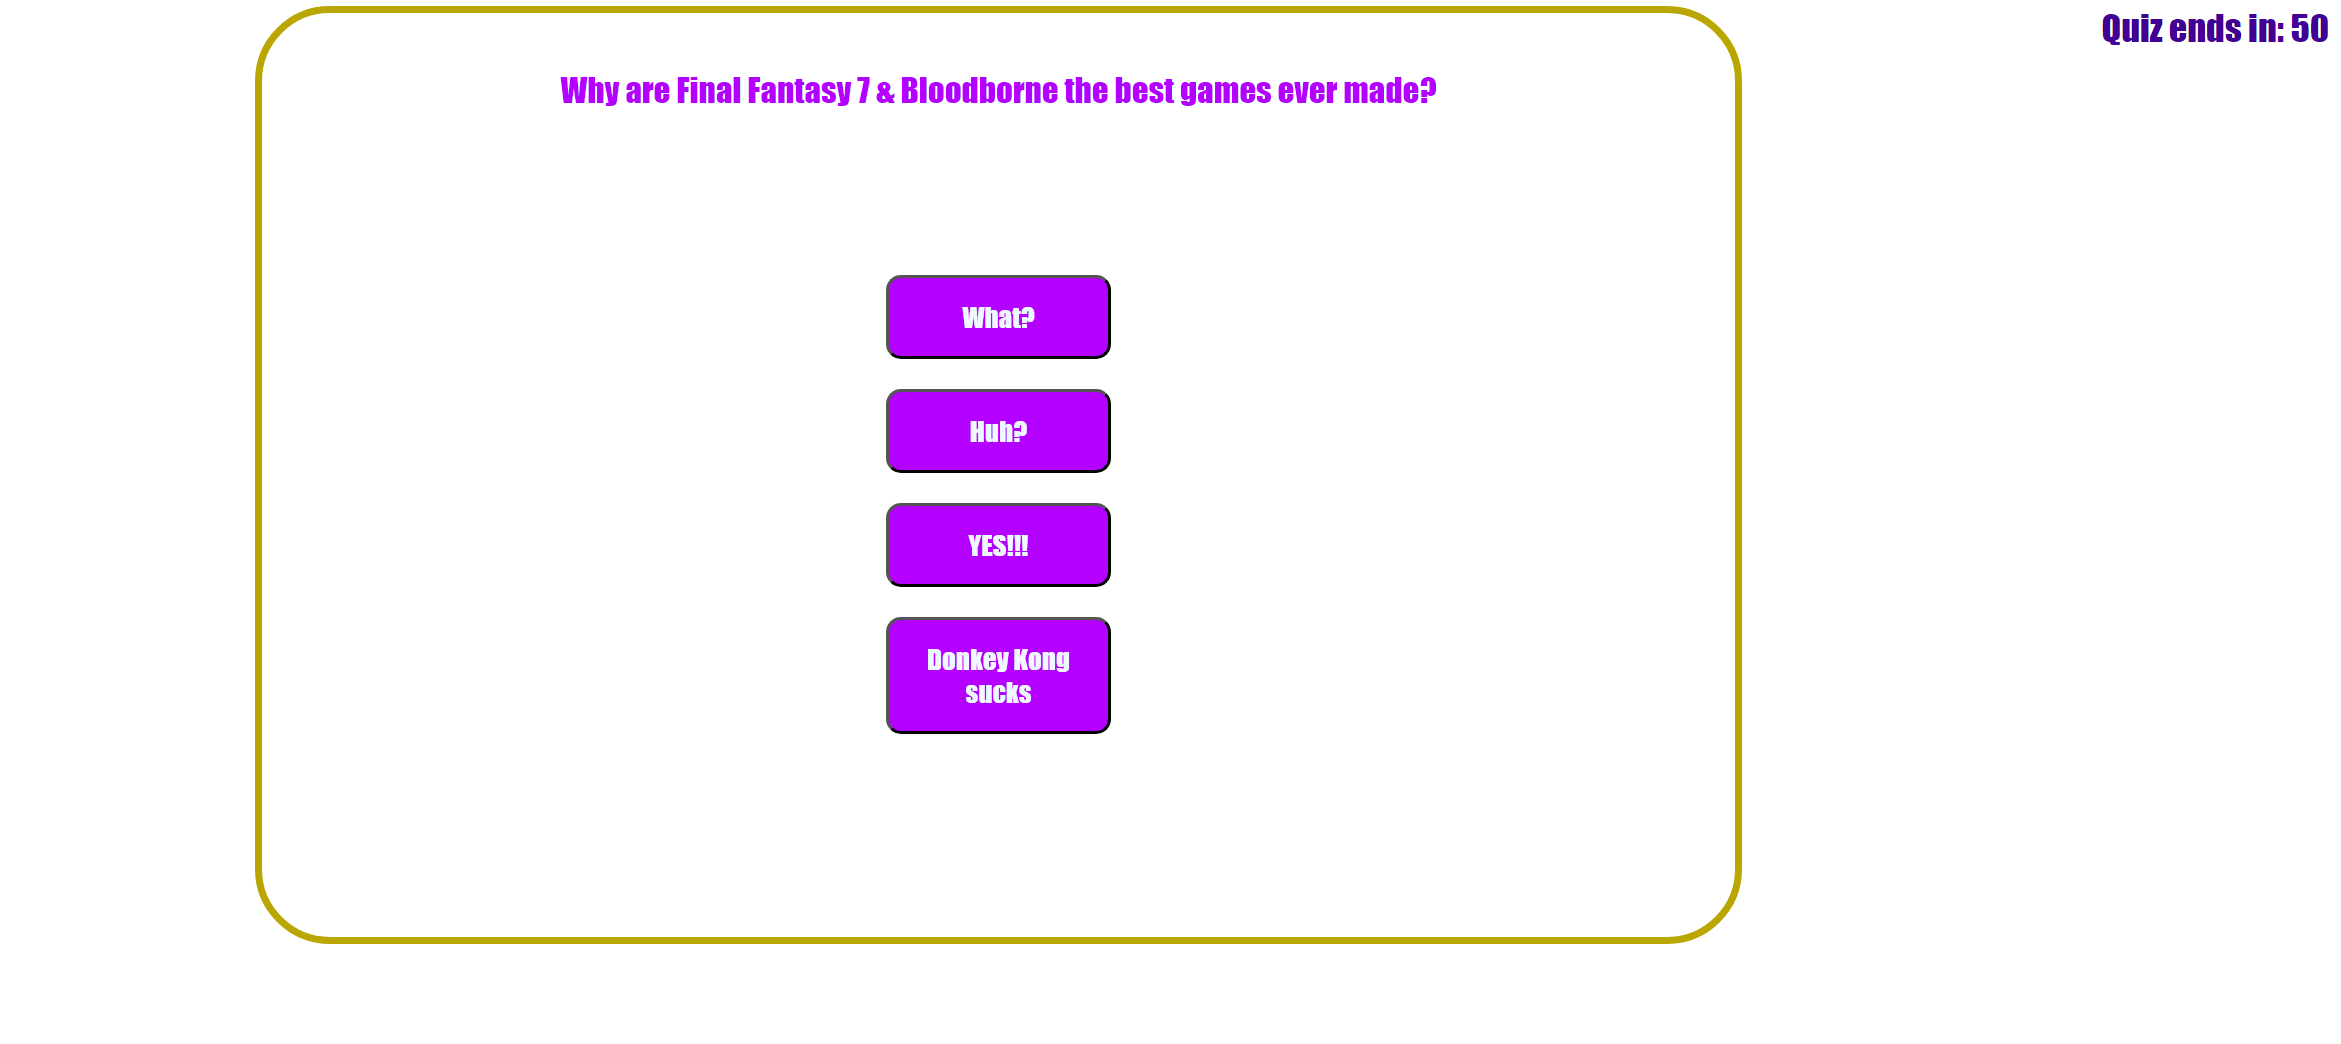 Quiz ends in: 50
Why are Final Fantasy 7 & Bloodborne the best games ever made?
What?
Huh?
YES!!!
Donkey Kong
sucks